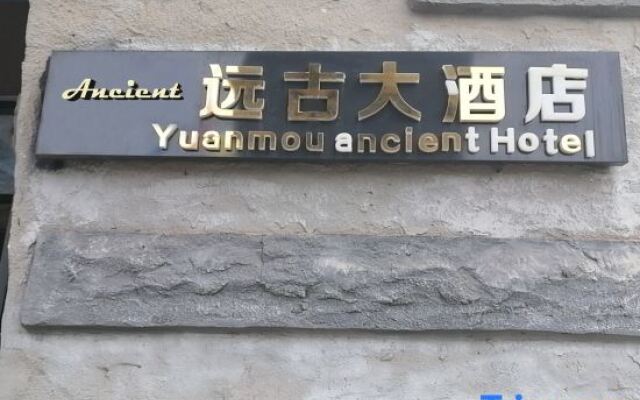 Ancient 远古大酒店
Yuanmou ancient Hotel